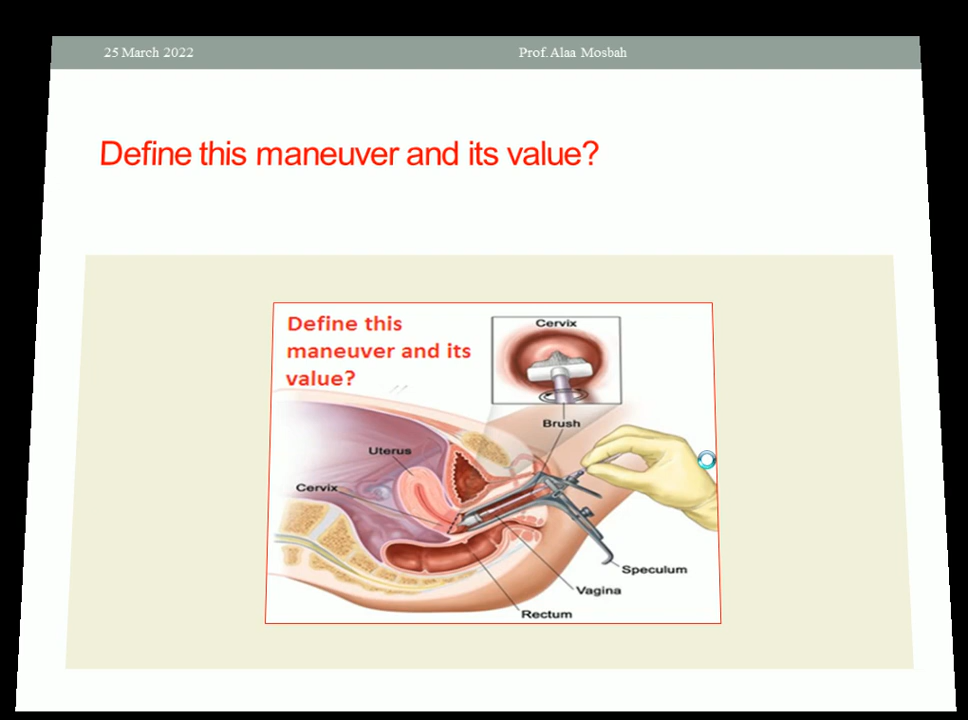 25 March 2022
Prof. Alaa Mosbah
Define this maneuver and its value?
Define this
maneuver and its
value?
Cervix
Brush
Uterus
Cervix
Speculum
Vagina
Rectum